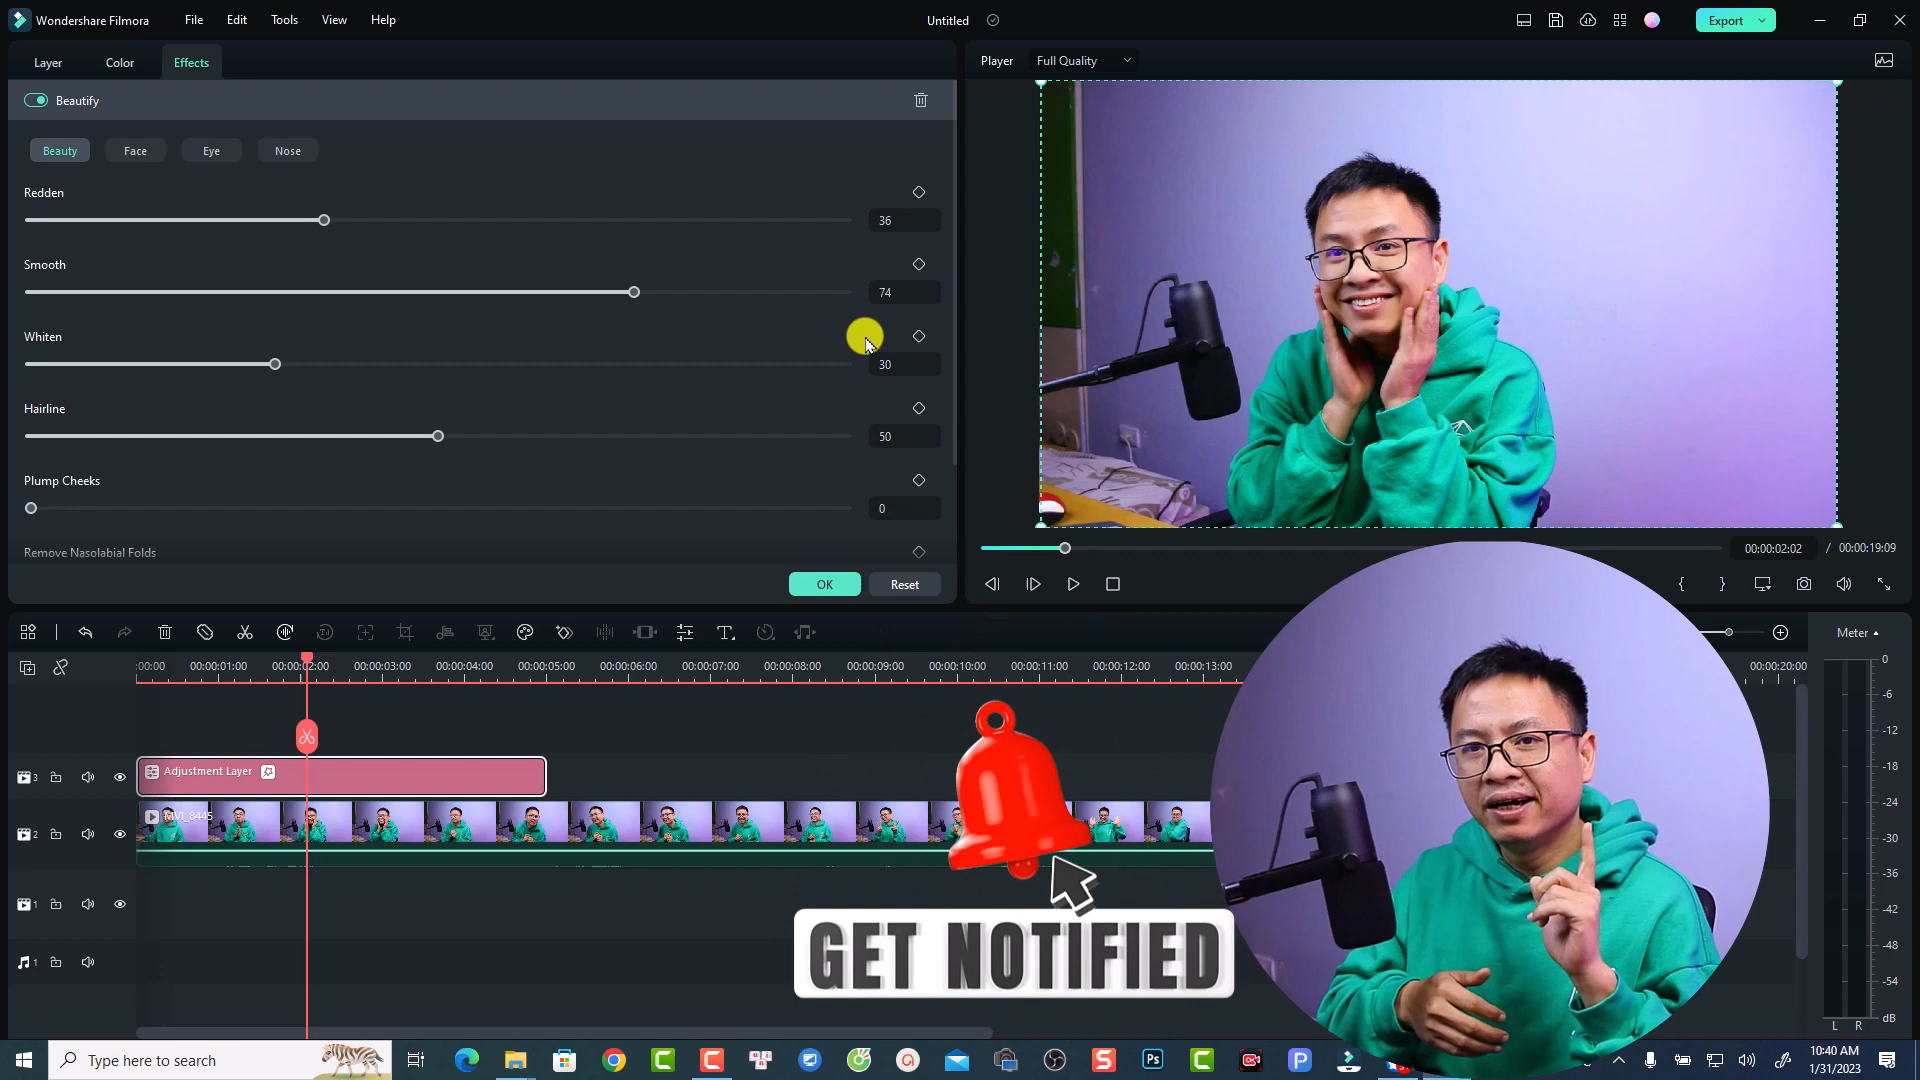 Wondershare Filmora File Edit Tools View Help Untitled Export
Layer Color Effects
Player Full Quality
Beautify
Beauty Face Eye Nose
Redden
36
Smooth
74
Whiten
30
Hairline
50
Plump Cheeks
0
Remove Nasolabial Folds
OK Reset
00:00:02:02 / 00:00:19:09
Meter
:00:00 00:00:01:00 00:00:02:00 00:00:03:00 00:00:04:00 00:00:05:00 00:00:06:00 00:00:07:00 00:00:08:00 00:00:09:00 00:00:10:00 00:00:11:00 00:00:12:00 00:00:13:00 00:00:20:00
3 Adjustment Layer
2 MVI_8445
1
1
0
-6
-12
-18
-24
-30
-36
-42
-48
-54
dB
L R
GET NOTIFIED
Type here to search
10:40 AM
1/31/2023